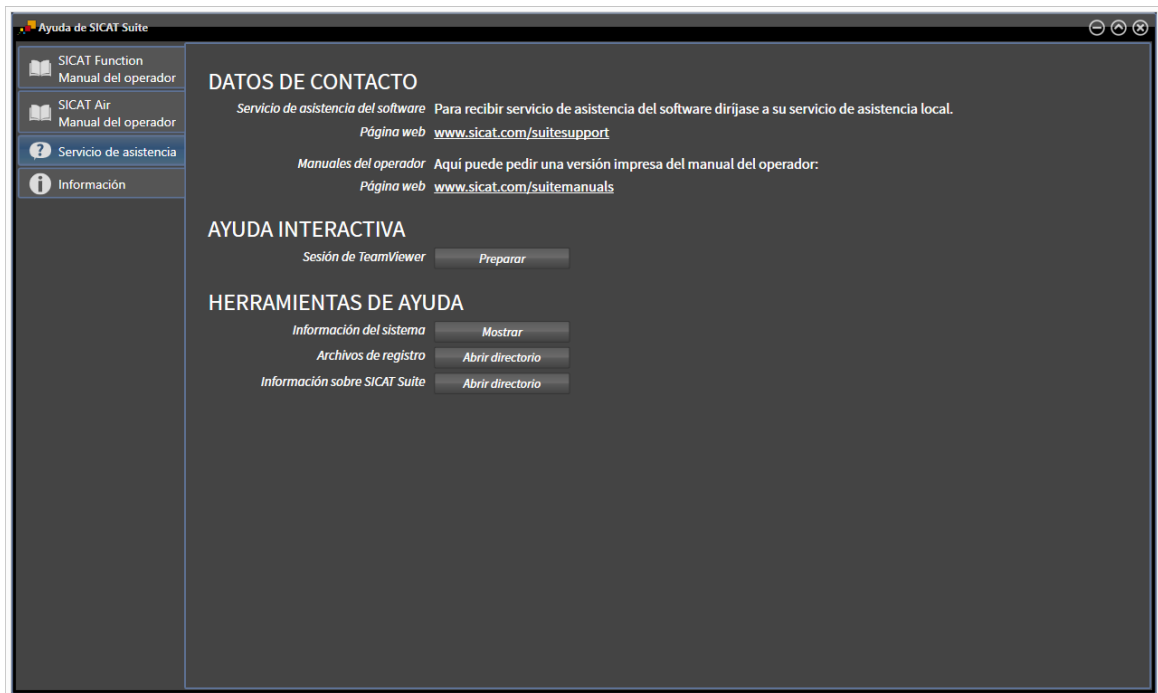 Ayuda de SICAT Suite
SICAT Function
Manual del operador
SICAT Air
Manual del operador
Servicio de asistencia
Información
DATOS DE CONTACTO
Servicio de asistencia del software Para recibir servicio de asistencia del software diríjase a su servicio de asistencia local.
Página web www.sicat.com/suitesupport
Manuales del operador Aquí puede pedir una versión impresa del manual del operador:
Página web www.sicat.com/suitemanuals
AYUDA INTERACTIVA
Sesión de TeamViewer Preparar
HERRAMIENTAS DE AYUDA
Información del sistema Mostrar
Archivos de registro Abrir directorio
Información sobre SICAT Suite Abrir directorio